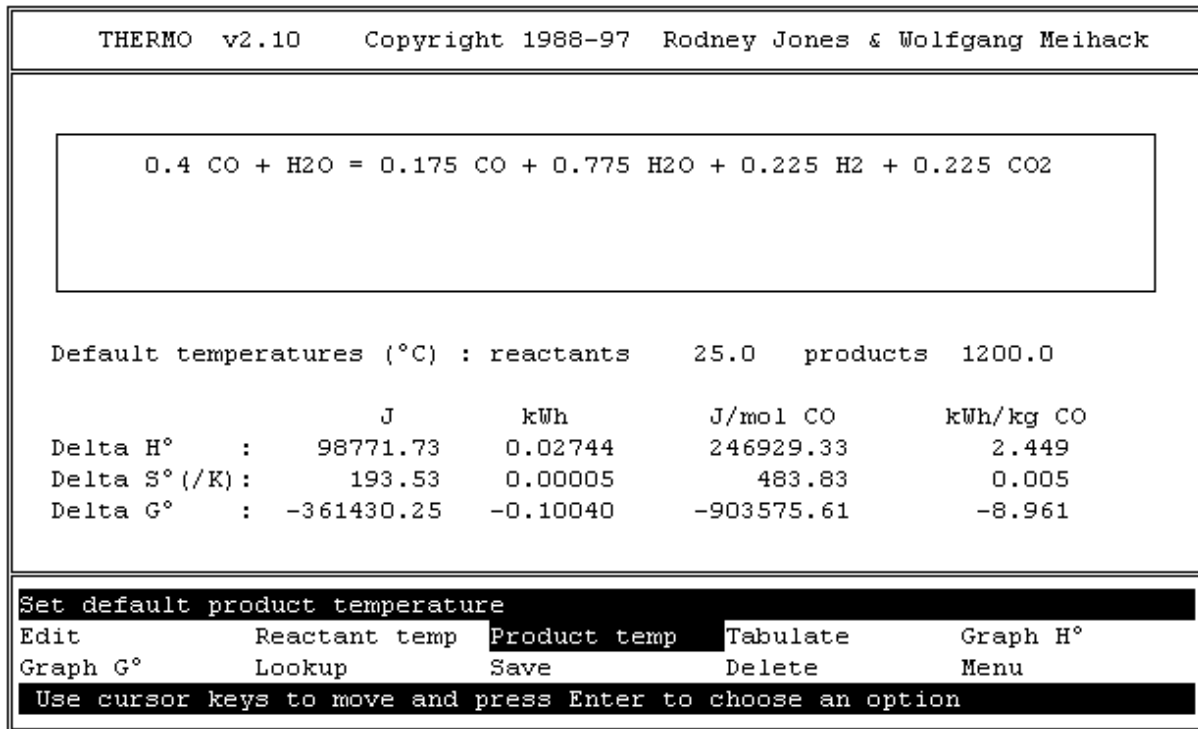 THERMO v2.10 Copyright 1988-97 Rodney Jones & Wolfgang Meihack
0.4 CO + H2O = 0.175 CO + 0.775 H2O + 0.225 H2 + 0.225 CO2
Default temperatures (°C) : reactants 25.0 products 1200.0
J kWh J/mol CO kWh/kg CO
Delta H° : 98771.73 0.02744 246929.33 2.449
Delta S°(/K): 193.53 0.00005 483.83 0.005
Delta G° : -361430.25 -0.10040 -903575.61 -8.961
Set default product temperature
Edit Reactant temp Product temp Tabulate Graph H°
Graph G° Lookup Save Delete Menu
Use cursor keys to move and press Enter to choose an option